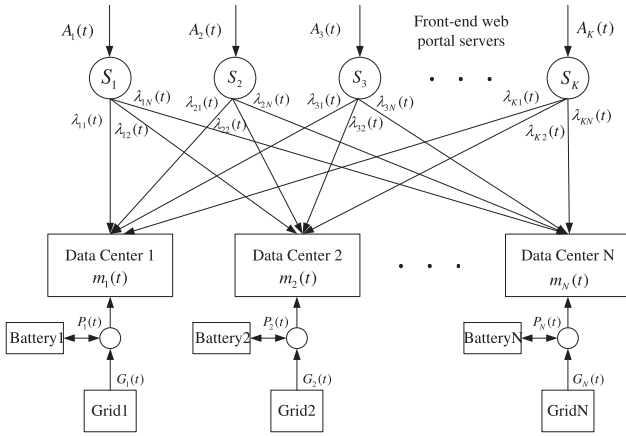 A_1(t)
A_2(t)
A_3(t)
Front-end web
portal servers
A_K(t)
S_1
S_2
S_3
. . .
S_K
λ_11(t)
λ_12(t)
λ_1N(t)
λ_21(t)
λ_22(t)
λ_2N(t)
λ_31(t)
λ_32(t)
λ_3N(t)
λ_K1(t)
λ_K2(t)
λ_KN(t)
Data Center 1
m_1(t)
Data Center 2
m_2(t)
. . .
Data Center N
m_N(t)
Battery1
P_1(t)
Battery2
P_2(t)
BatteryN
P_N(t)
G_1(t)
G_2(t)
G_N(t)
Grid1
Grid2
GridN